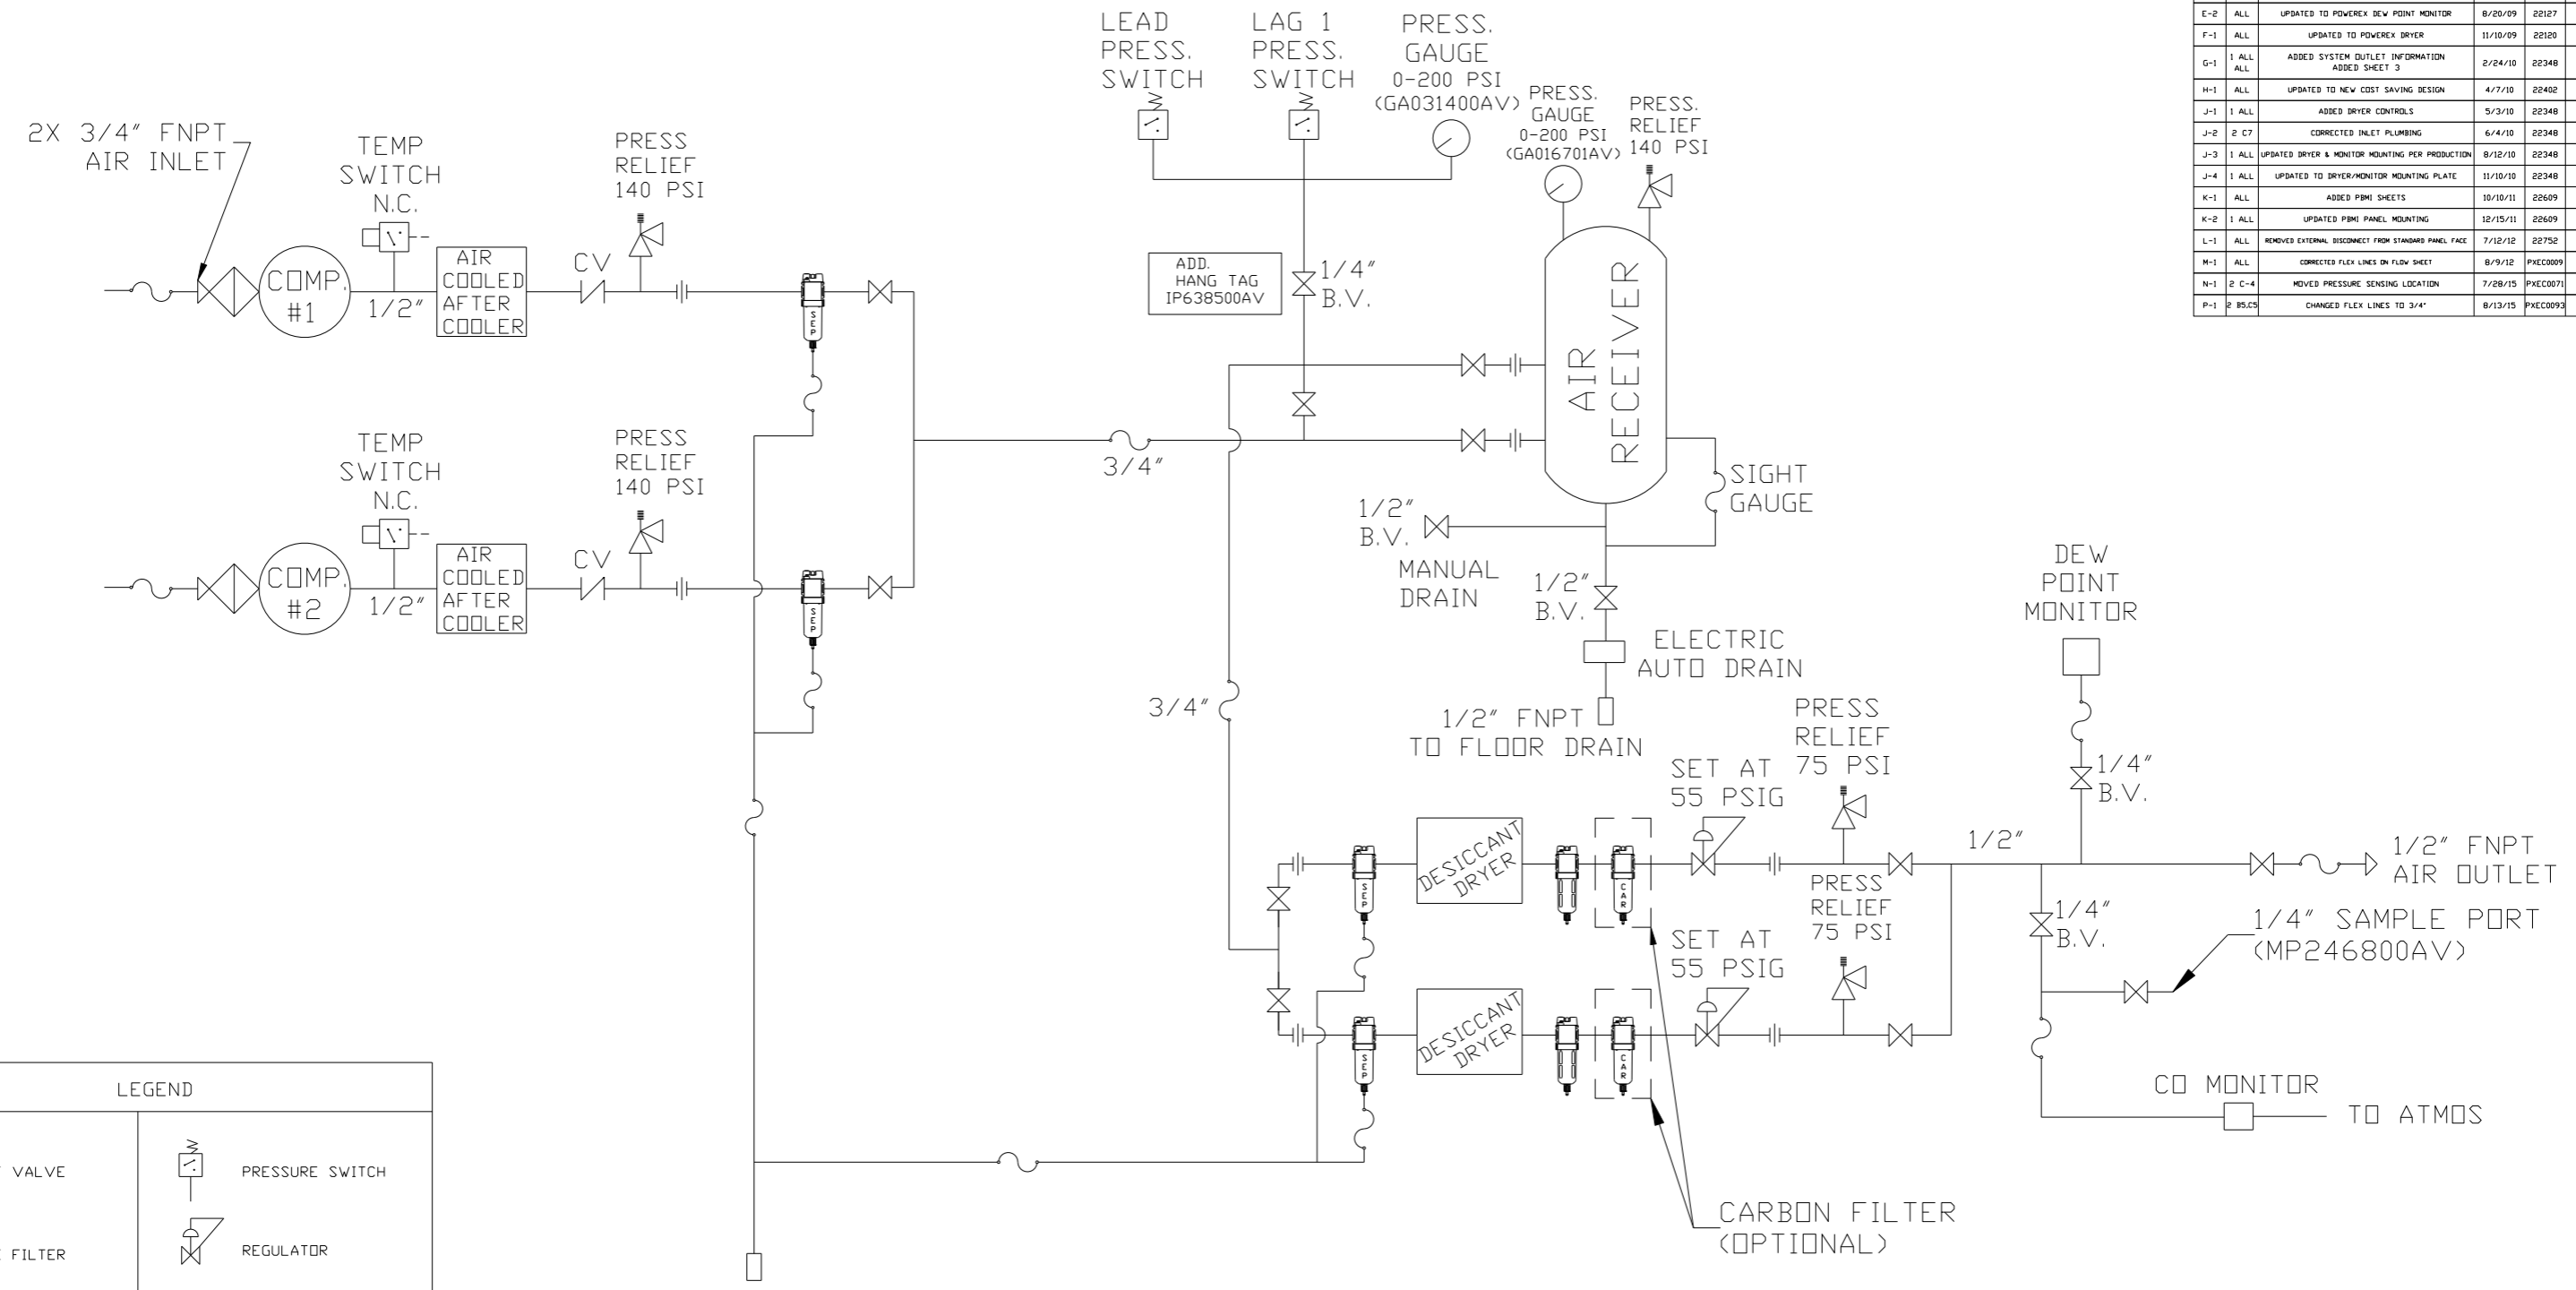 E-2 ALL UPDATED TO POWEREX DEW POINT MONITOR 8/20/09 22127
F-1 ALL UPDATED TO POWEREX DRYER 11/10/09 22120
G-1 1 ALL ALL ADDED SYSTEM OUTLET INFORMATION ADDED SHEET 3 2/24/10 22348
H-1 ALL UPDATED TO NEW COST SAVING DESIGN 4/7/10 22402
J-1 1 ALL ADDED DRYER CONTROLS 5/3/10 22348
J-2 2 C7 CORRECTED INLET PLUMBING 6/4/10 22348
J-3 1 ALL UPDATED DRYER & MONITOR MOUNTING PER PRODUCTION 8/12/10 22348
J-4 1 ALL UPDATED TO DRYER/MONITOR MOUNTING PLATE 11/10/10 22348
K-1 ALL ADDED PBMI SHEETS 10/10/11 22609
K-2 1 ALL UPDATED PBMI PANEL MOUNTING 12/15/11 22609
L-1 ALL REMOVED EXTERNAL DISCONNECT FROM STANDARD PANEL FACE 7/12/12 22752
M-1 ALL CORRECTED FLEX LINES ON FLOW SHEET 8/9/12 PXEC0009
N-1 2 C-4 MOVED PRESSURE SENSING LOCATION 7/28/15 PXEC0071
P-1 2 B5,C5 CHANGED FLEX LINES TO 3/4" 8/13/15 PXEC0093
LEAD
PRESS.
SWITCH
LAG 1
PRESS.
SWITCH
PRESS.
GAUGE
0-200 PSI
(GA031400AV)
PRESS.
GAUGE
0-200 PSI
(GA016701AV)
PRESS.
RELIEF
140 PSI
2X 3/4" FNPT
AIR INLET
TEMP
SWITCH
N.C.
PRESS
RELIEF
140 PSI
COMP.
#1
1/2"
AIR
COOLED
AFTER
COOLER
CV
SEP
ADD.
HANG TAG
IP638500AV
1/4"
B.V.
AIR
RECEIVER
TEMP
SWITCH
N.C.
PRESS
RELIEF
140 PSI
COMP.
#2
1/2"
AIR
COOLED
AFTER
COOLER
CV
SEP
3/4"
SIGHT
GAUGE
1/2"
B.V.
MANUAL
DRAIN
1/2"
B.V.
ELECTRIC
AUTO DRAIN
1/2" FNPT
TO FLOOR DRAIN
3/4"
DEW
POINT
MONITOR
1/4"
B.V.
SEP
DESICCANT
DRYER
CAR
SET AT
55 PSIG
PRESS
RELIEF
75 PSI
1/2"
1/2" FNPT
AIR OUTLET
SEP
DESICCANT
DRYER
CAR
SET AT
55 PSIG
PRESS
RELIEF
75 PSI
1/4"
B.V.
1/4" SAMPLE PORT
(MP246800AV)
CO MONITOR
TO ATMOS
CARBON FILTER
(OPTIONAL)
LEGEND
VALVE
PRESSURE SWITCH
FILTER
REGULATOR